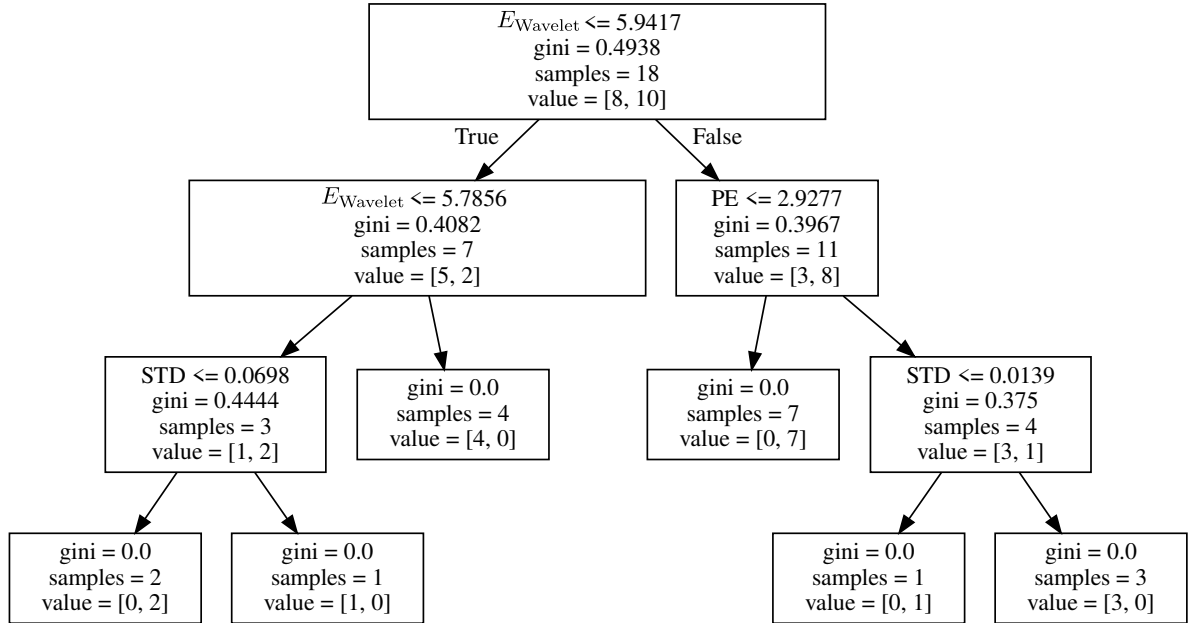 E_Wavelet <= 5.9417
gini = 0.4938
samples = 18
value = [8, 10]
True
False
E_Wavelet <= 5.7856
gini = 0.4082
samples = 7
value = [5, 2]
PE <= 2.9277
gini = 0.3967
samples = 11
value = [3, 8]
STD <= 0.0698
gini = 0.4444
samples = 3
value = [1, 2]
gini = 0.0
samples = 4
value = [4, 0]
gini = 0.0
samples = 7
value = [0, 7]
STD <= 0.0139
gini = 0.375
samples = 4
value = [3, 1]
gini = 0.0
samples = 2
value = [0, 2]
gini = 0.0
samples = 1
value = [1, 0]
gini = 0.0
samples = 1
value = [0, 1]
gini = 0.0
samples = 3
value = [3, 0]